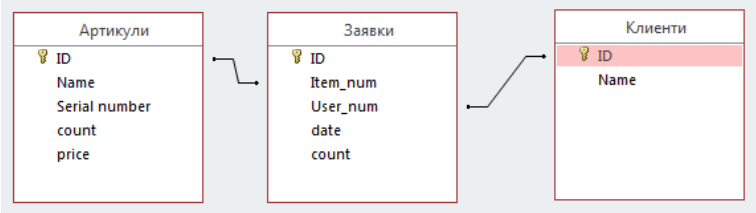 Артикули
ID
Name
Serial number
count
price
Заявки
ID
Item_num
User_num
date
count
Клиенти
ID
Name